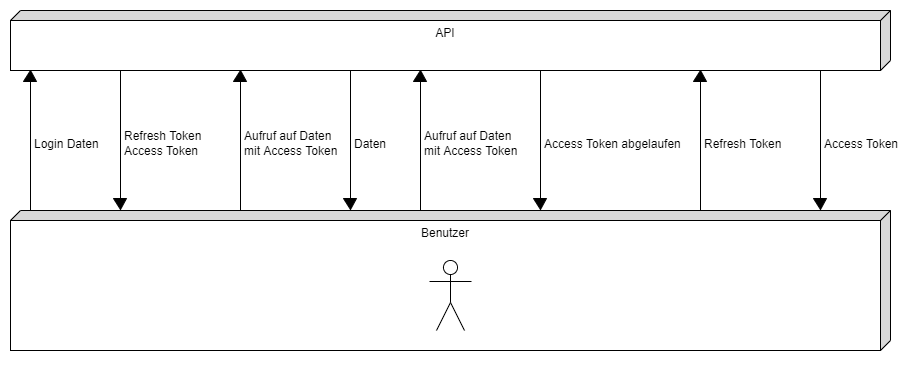 API
Login Daten
Refresh Token
Access Token
Aufruf auf Daten
mit Access Token
Daten
Aufruf auf Daten
mit Access Token
Access Token abgelaufen
Refresh Token
Access Token
Benutzer